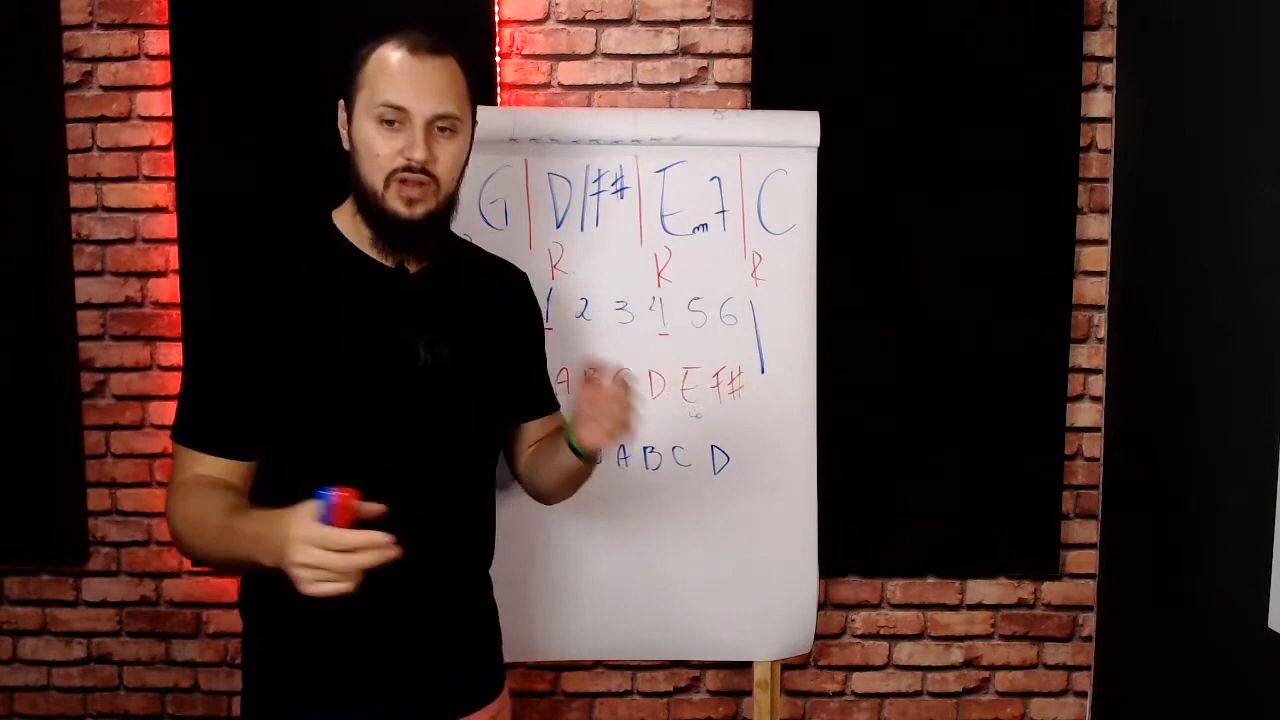 G | D/F# | Em7 | C
R R R
1 2 3 4 5 6 |
A B C D E F#
A B C D